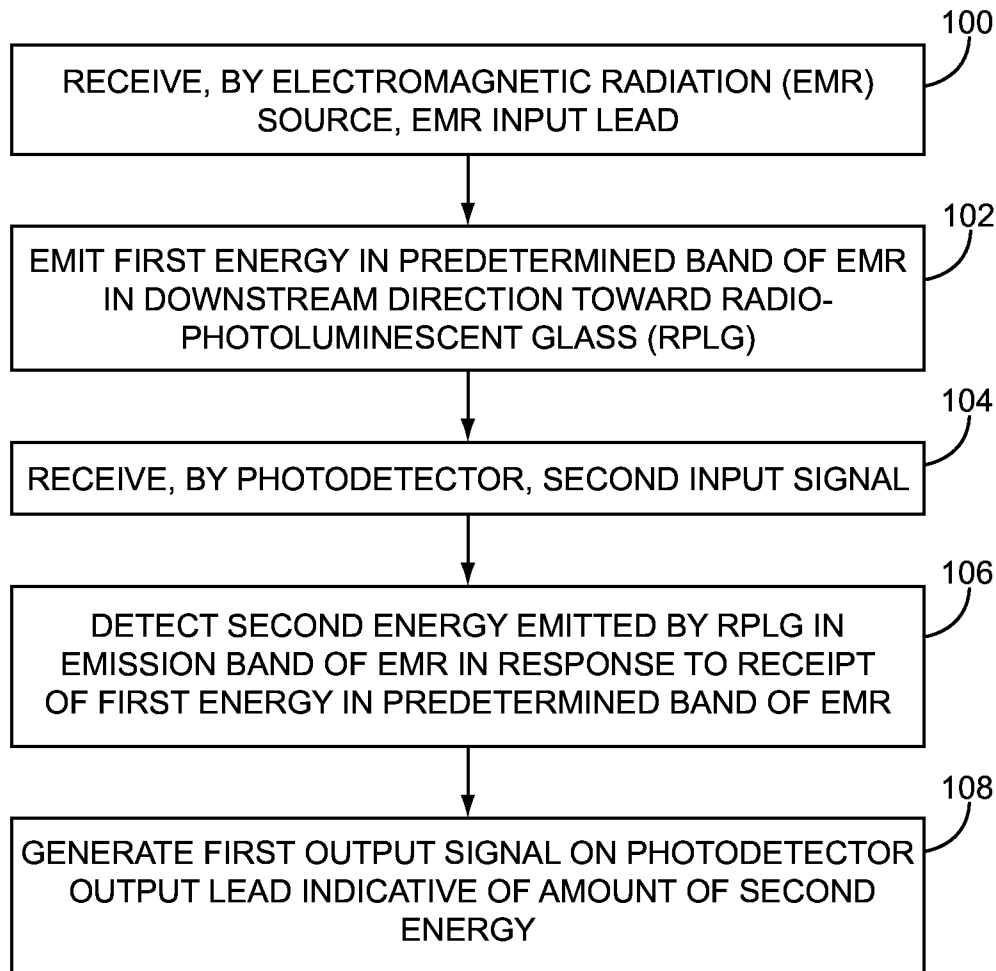 100
RECEIVE, BY ELECTROMAGNETIC RADIATION (EMR)
SOURCE, EMR INPUT LEAD
102
EMIT FIRST ENERGY IN PREDETERMINED BAND OF EMR
IN DOWNSTREAM DIRECTION TOWARD RADIO-
PHOTOLUMINESCENT GLASS (RPLG)
104
RECEIVE, BY PHOTODETECTOR, SECOND INPUT SIGNAL
106
DETECT SECOND ENERGY EMITTED BY RPLG IN
EMISSION BAND OF EMR IN RESPONSE TO RECEIPT
OF FIRST ENERGY IN PREDETERMINED BAND OF EMR
108
GENERATE FIRST OUTPUT SIGNAL ON PHOTODETECTOR
OUTPUT LEAD INDICATIVE OF AMOUNT OF SECOND
ENERGY